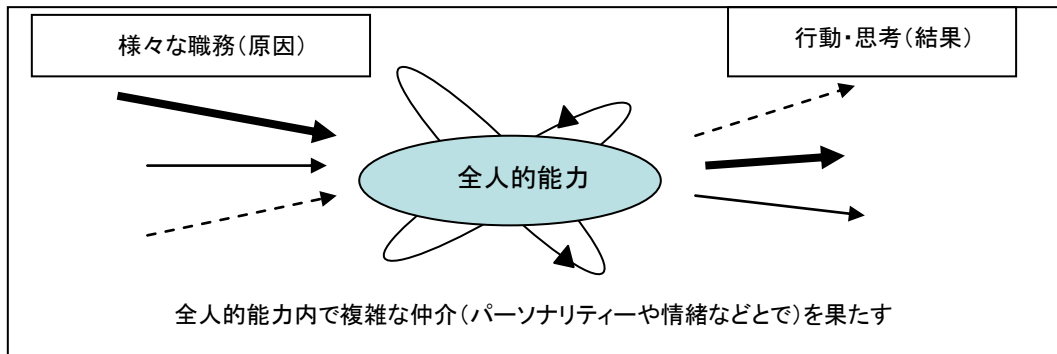 様々な職務(原因)
行動・思考(結果)
全人的能力
全人的能力内で複雑な仲介(パーソナリティーや情緒などとで)を果たす